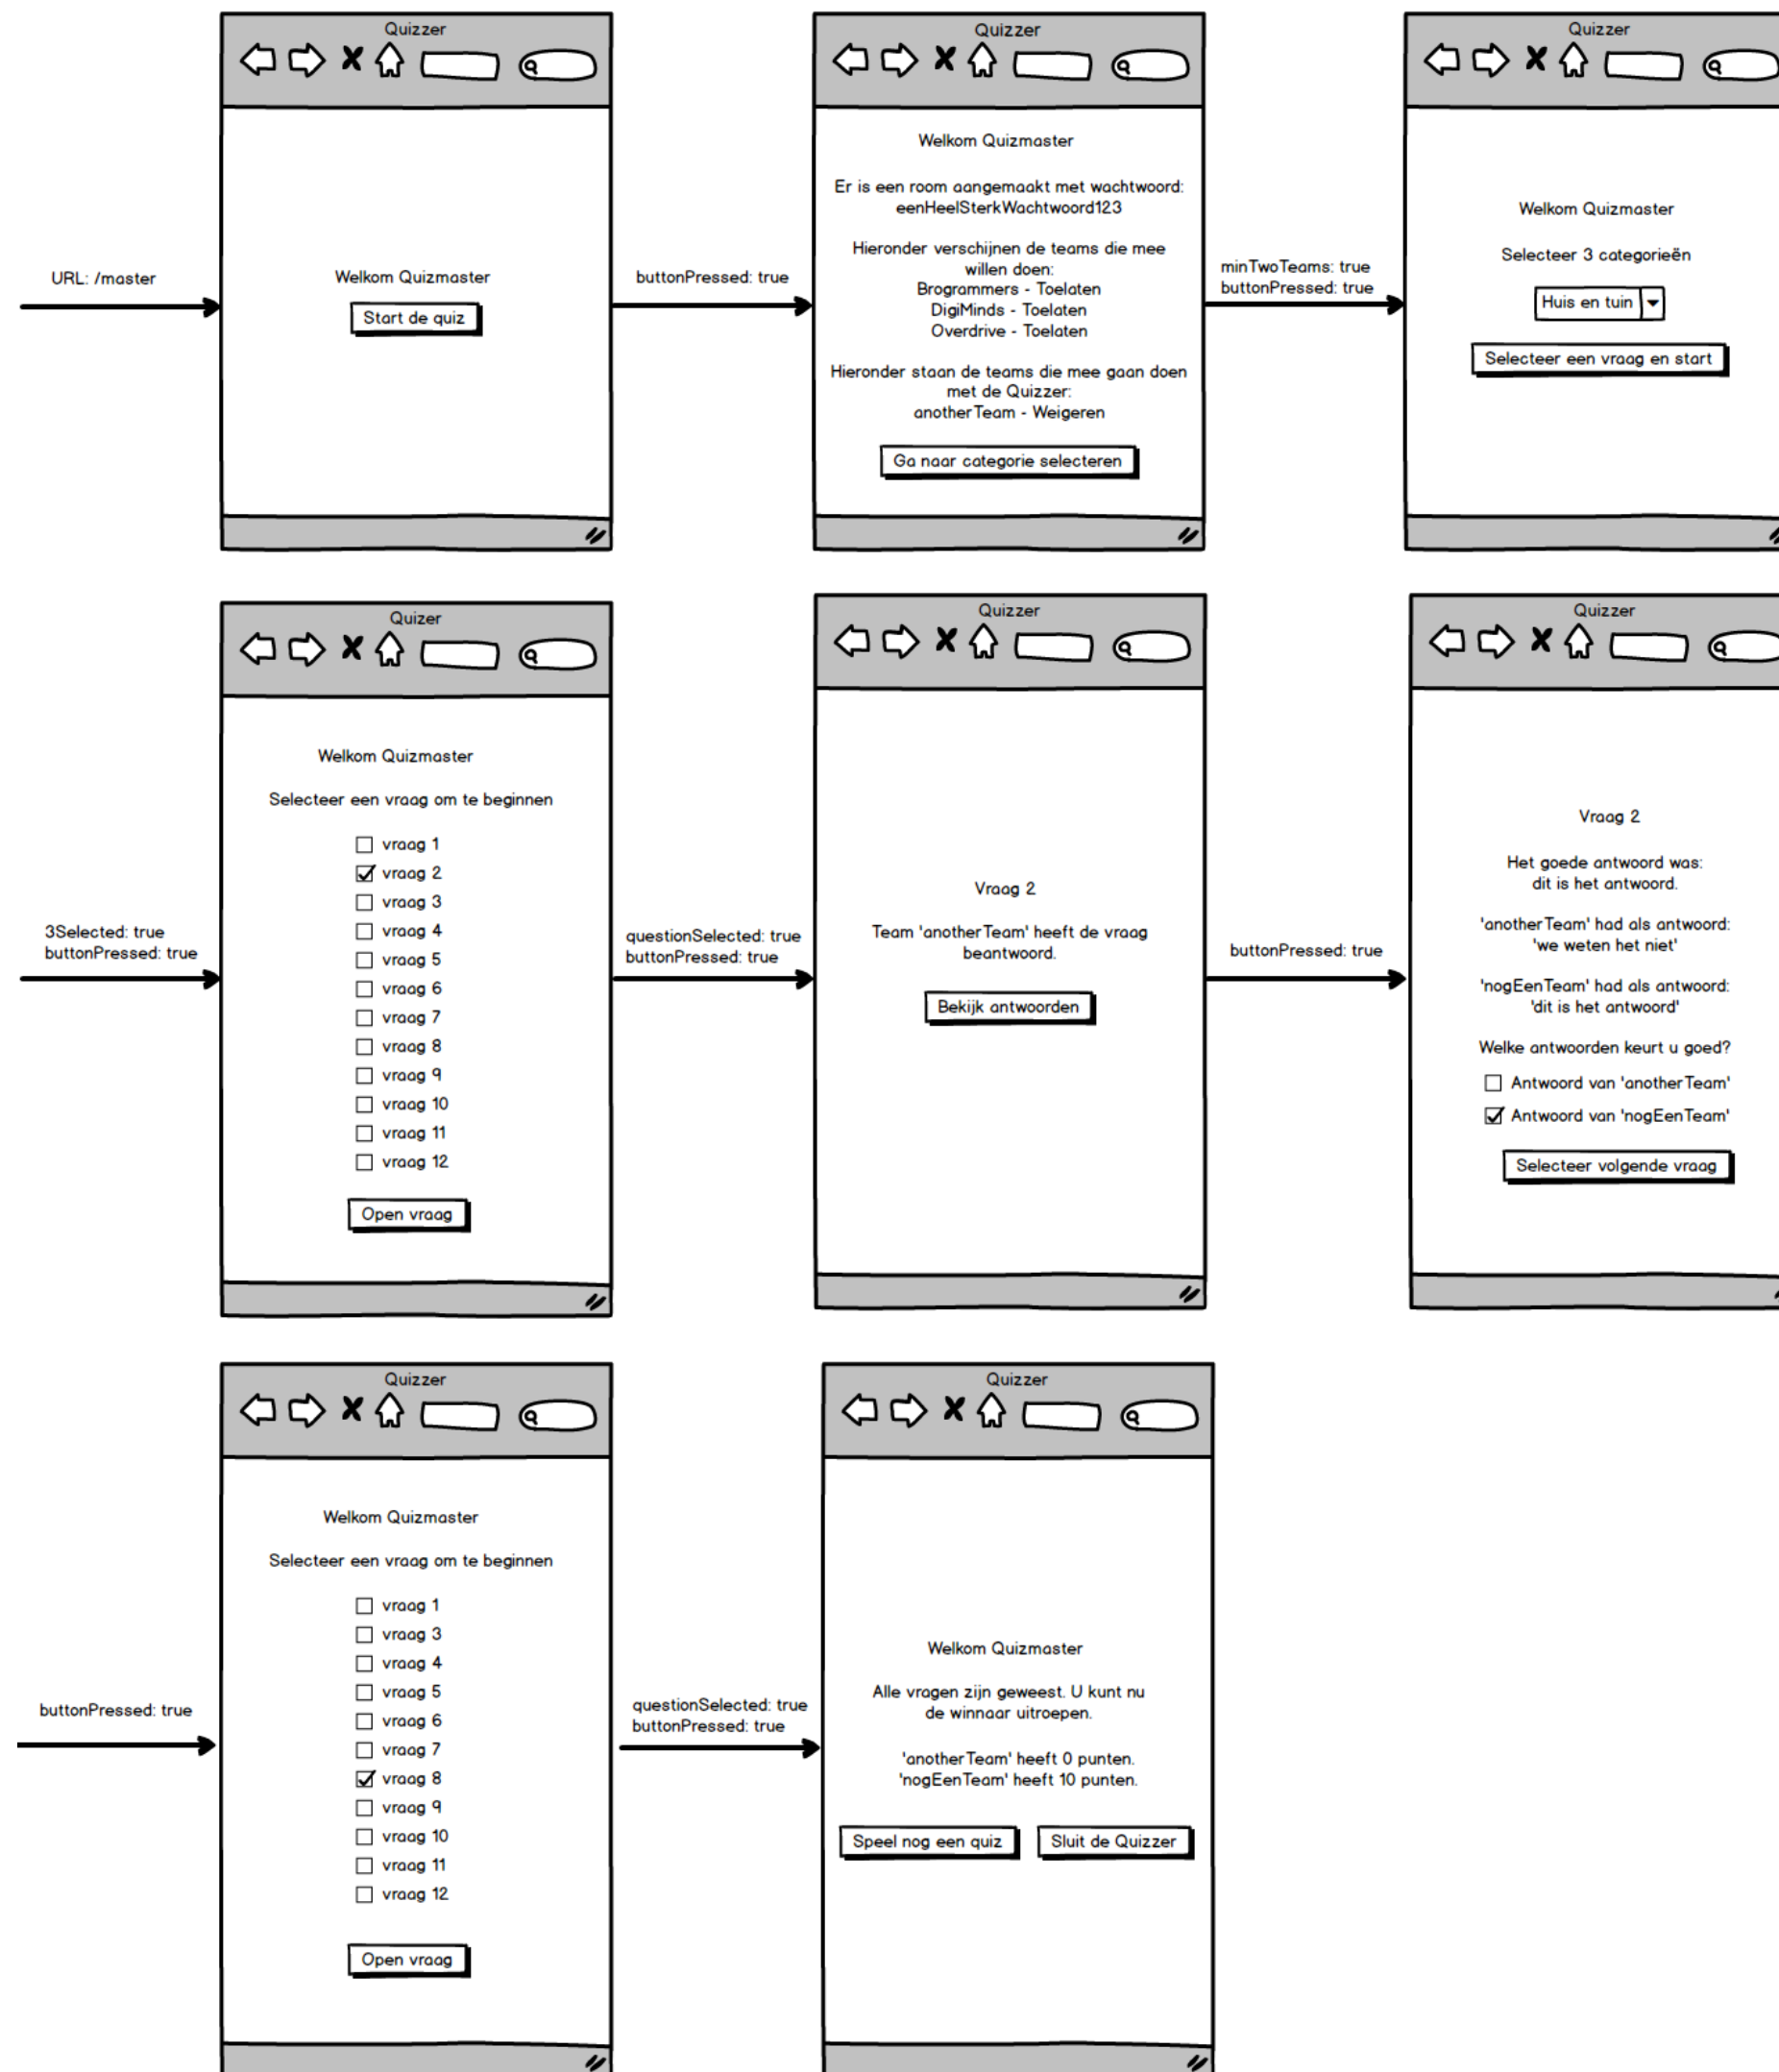 URL: /master
Quizzer
Welkom Quizmaster
Start de quiz
buttonPressed: true
Quizzer
Welkom Quizmaster
Er is een room aangemaakt met wachtwoord:
eenHeelSterkWachtwoord123
Hieronder verschijnen de teams die mee
willen doen:
Brogrammers - Toelaten
DigiMinds - Toelaten
Overdrive - Toelaten
Hieronder staan de teams die mee gaan doen
met de Quizzer:
anotherTeam - Weigeren
Ga naar categorie selecteren
minTwoTeams: true
buttonPressed: true
Quizzer
Welkom Quizmaster
Selecteer 3 categorieën
Huis en tuin
Selecteer een vraag en start
3Selected: true
buttonPressed: true
Quizer
Welkom Quizmaster
Selecteer een vraag om te beginnen
vraag 1
vraag 2
vraag 3
vraag 4
vraag 5
vraag 6
vraag 7
vraag 8
vraag 9
vraag 10
vraag 11
vraag 12
Open vraag
questionSelected: true
buttonPressed: true
Quizzer
Vraag 2
Team 'anotherTeam' heeft de vraag
beantwoord.
Bekijk antwoorden
buttonPressed: true
Quizzer
Vraag 2
Het goede antwoord was:
dit is het antwoord.
'anotherTeam' had als antwoord:
'we weten het niet'
'nogEenTeam' had als antwoord:
'dit is het antwoord'
Welke antwoorden keurt u goed?
Antwoord van 'anotherTeam'
Antwoord van 'nogEenTeam'
Selecteer volgende vraag
buttonPressed: true
Quizzer
Welkom Quizmaster
Selecteer een vraag om te beginnen
vraag 1
vraag 3
vraag 4
vraag 5
vraag 6
vraag 7
vraag 8
vraag 9
vraag 10
vraag 11
vraag 12
Open vraag
questionSelected: true
buttonPressed: true
Quizzer
Welkom Quizmaster
Alle vragen zijn geweest. U kunt nu
de winnaar uitroepen.
'anotherTeam' heeft 0 punten.
'nogEenTeam' heeft 10 punten.
Speel nog een quiz
Sluit de Quizzer